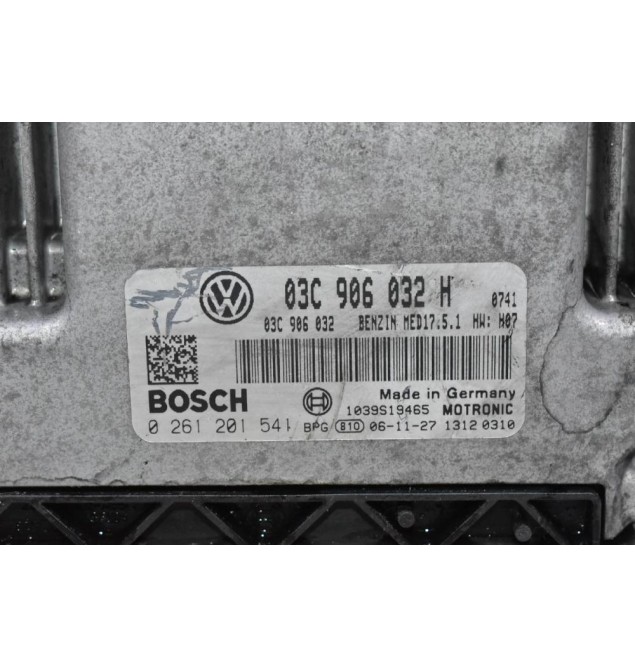 03C 906 032 H 0741
03C 906 032 BENZIN MED17.5.1 HW: H07
BOSCH
Made in Germany
1039S19465 MOTRONIC
0 261 201 541 BPG 810 06-11-27 1312 0310